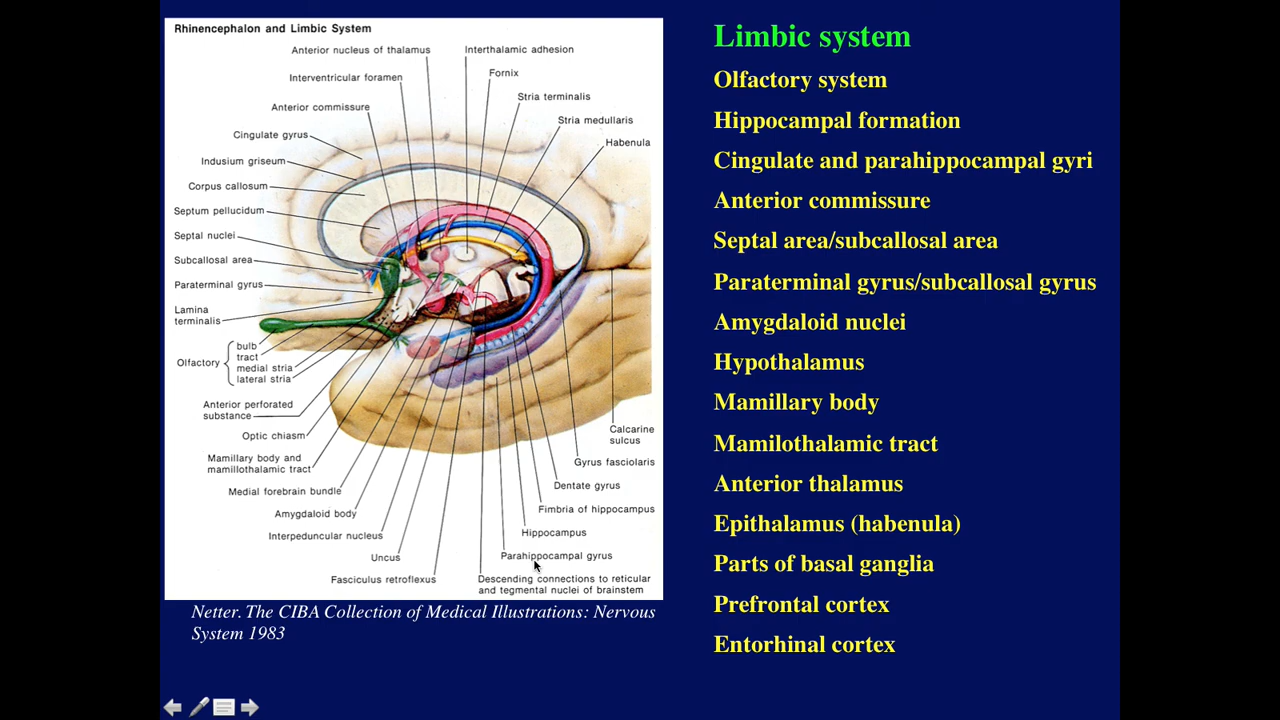 Rhinencephalon and Limbic System
Anterior nucleus of thalamus
Interthalamic adhesion
Interventricular foramen
Fornix
Anterior commissure
Stria terminalis
Stria medullaris
Cingulate gyrus
Habenula
Indusium griseum
Corpus callosum
Septum pellucidum
Septal nuclei
Subcallosal area
Paraterminal gyrus
Lamina
terminalis
Olfactory
bulb
tract
medial stria
lateral stria
Anterior perforated
substance
Optic chiasm
Mamillary body and
mamillothalamic tract
Medial forebrain bundle
Amygdaloid body
Interpeduncular nucleus
Uncus
Fasciculus retroflexus
Calcarine
sulcus
Gyrus fasciolaris
Dentate gyrus
Fimbria of hippocampus
Hippocampus
Parahippocampal gyrus
Descending connections to reticular
and tegmental nuclei of brainstem
Netter. The CIBA Collection of Medical Illustrations: Nervous
System 1983
Limbic system
Olfactory system
Hippocampal formation
Cingulate and parahippocampal gyri
Anterior commissure
Septal area/subcallosal area
Paraterminal gyrus/subcallosal gyrus
Amygdaloid nuclei
Hypothalamus
Mamillary body
Mamilothalamic tract
Anterior thalamus
Epithalamus (habenula)
Parts of basal ganglia
Prefrontal cortex
Entorhinal cortex